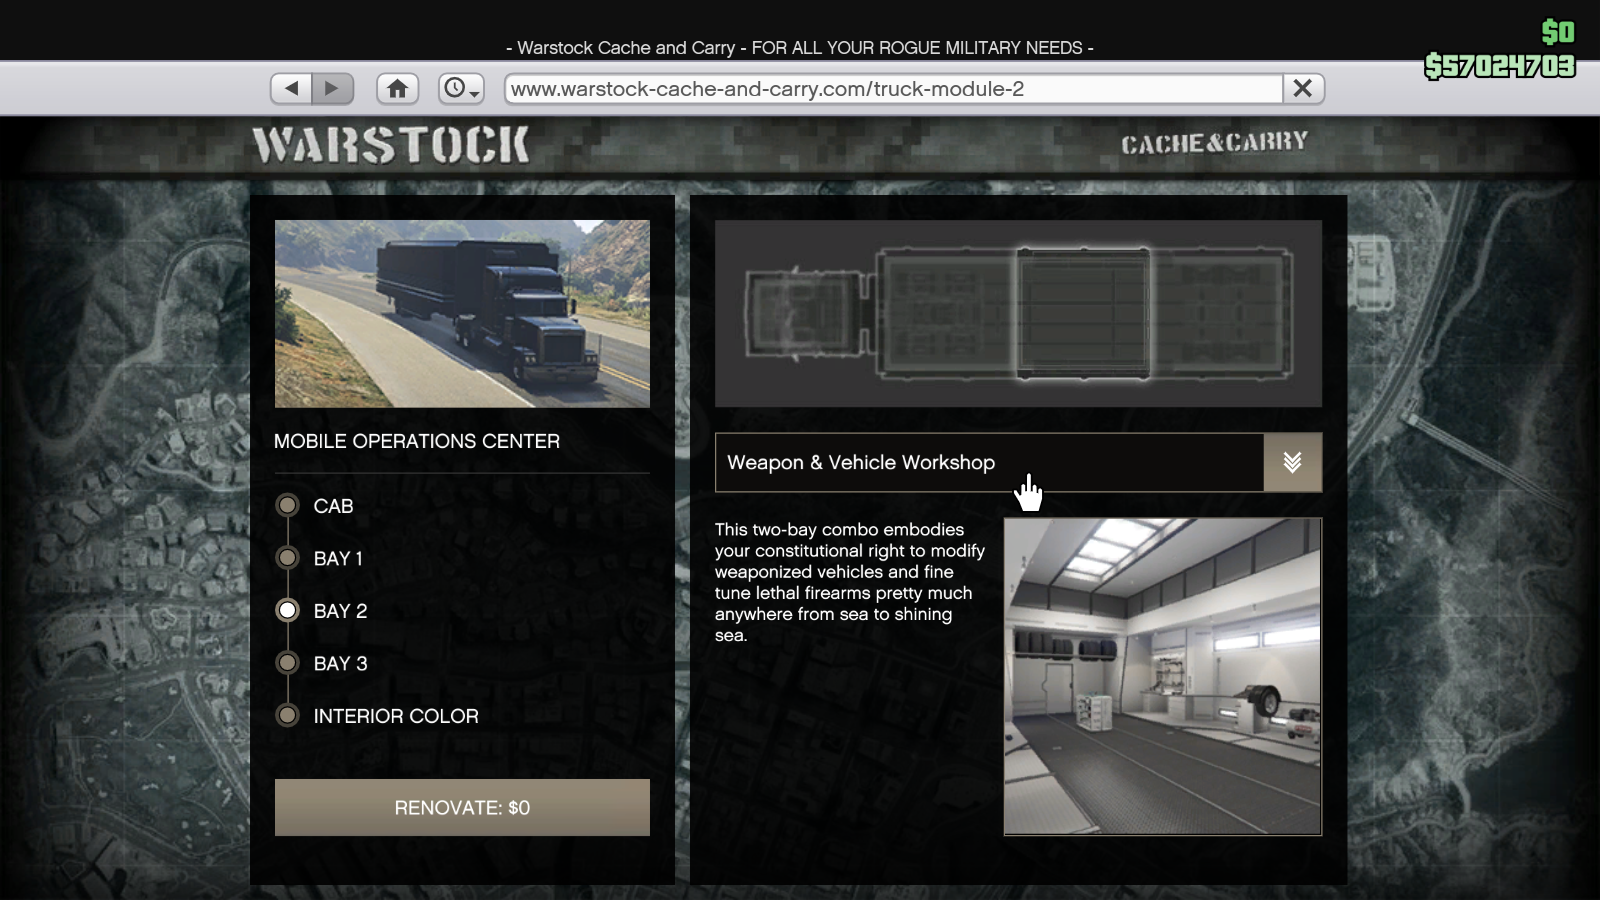 $0
- Warstock Cache and Carry - FOR ALL YOUR ROGUE MILITARY NEEDS -
$57024703
www.warstock-cache-and-carry.com/truck-module-2
WARSTOCK
CACHE&CARRY
MOBILE OPERATIONS CENTER
CAB
BAY 1
BAY 2
BAY 3
INTERIOR COLOR
RENOVATE: $0
Weapon & Vehicle Workshop
This two-bay combo embodies
your constitutional right to modify
weaponized vehicles and fine
tune lethal firearms pretty much
anywhere from sea to shining
sea.